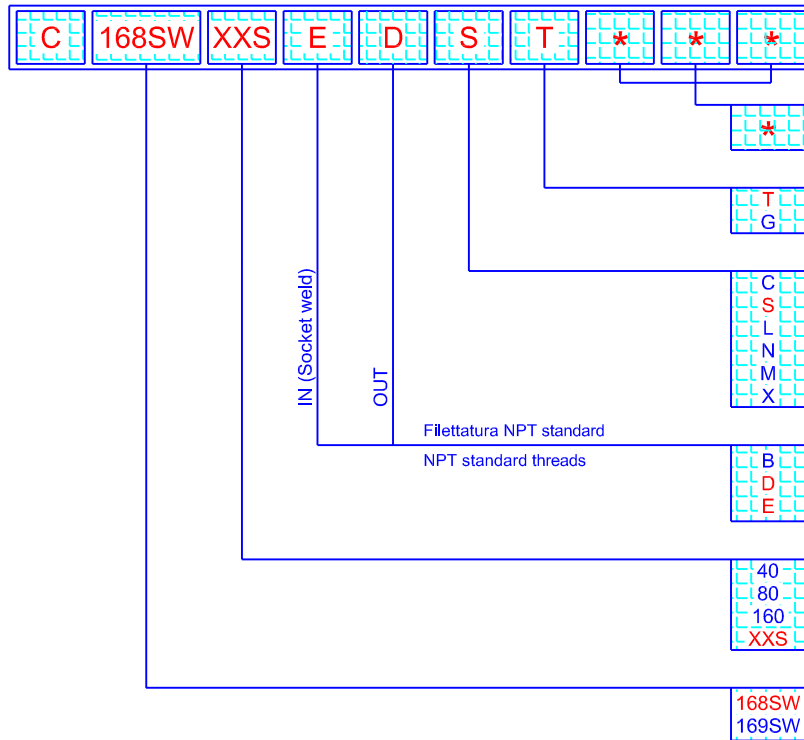 C 168SW XXS E D S T * * *
*
T
G
C
S
L
N
M
X
IN (Socket weld)
OUT
Filettatura NPT standard
NPT standard threads
B
D
E
40
80
160
XXS
168SW
169SW